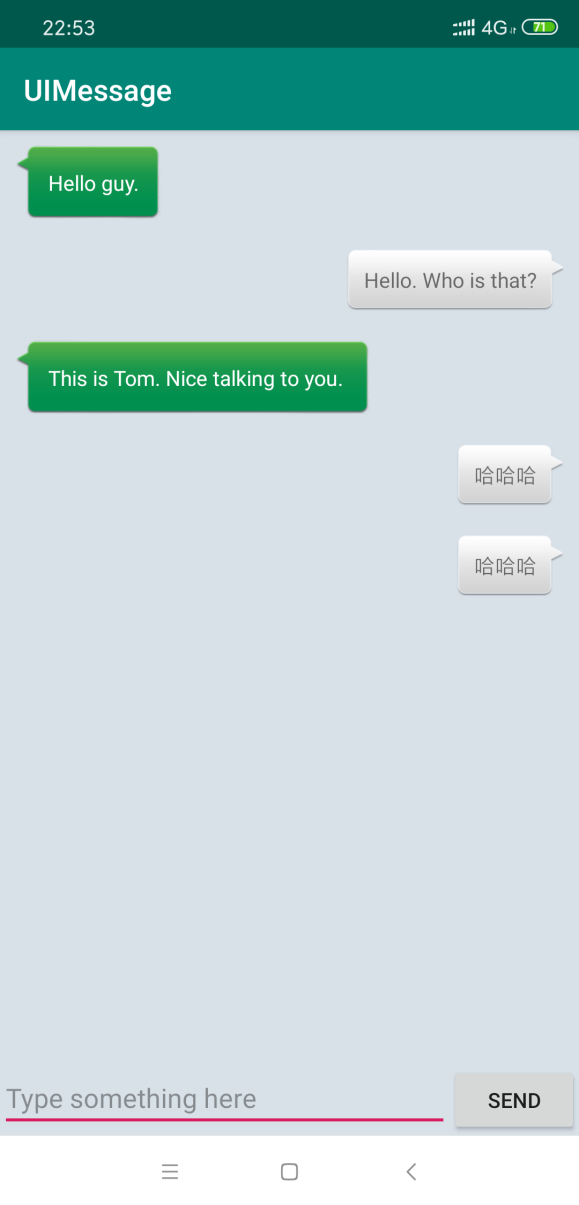 22:53
4G 71
UIMessage
Hello guy.
Hello. Who is that?
This is Tom. Nice talking to you.
哈哈哈
哈哈哈
Type something here
SEND